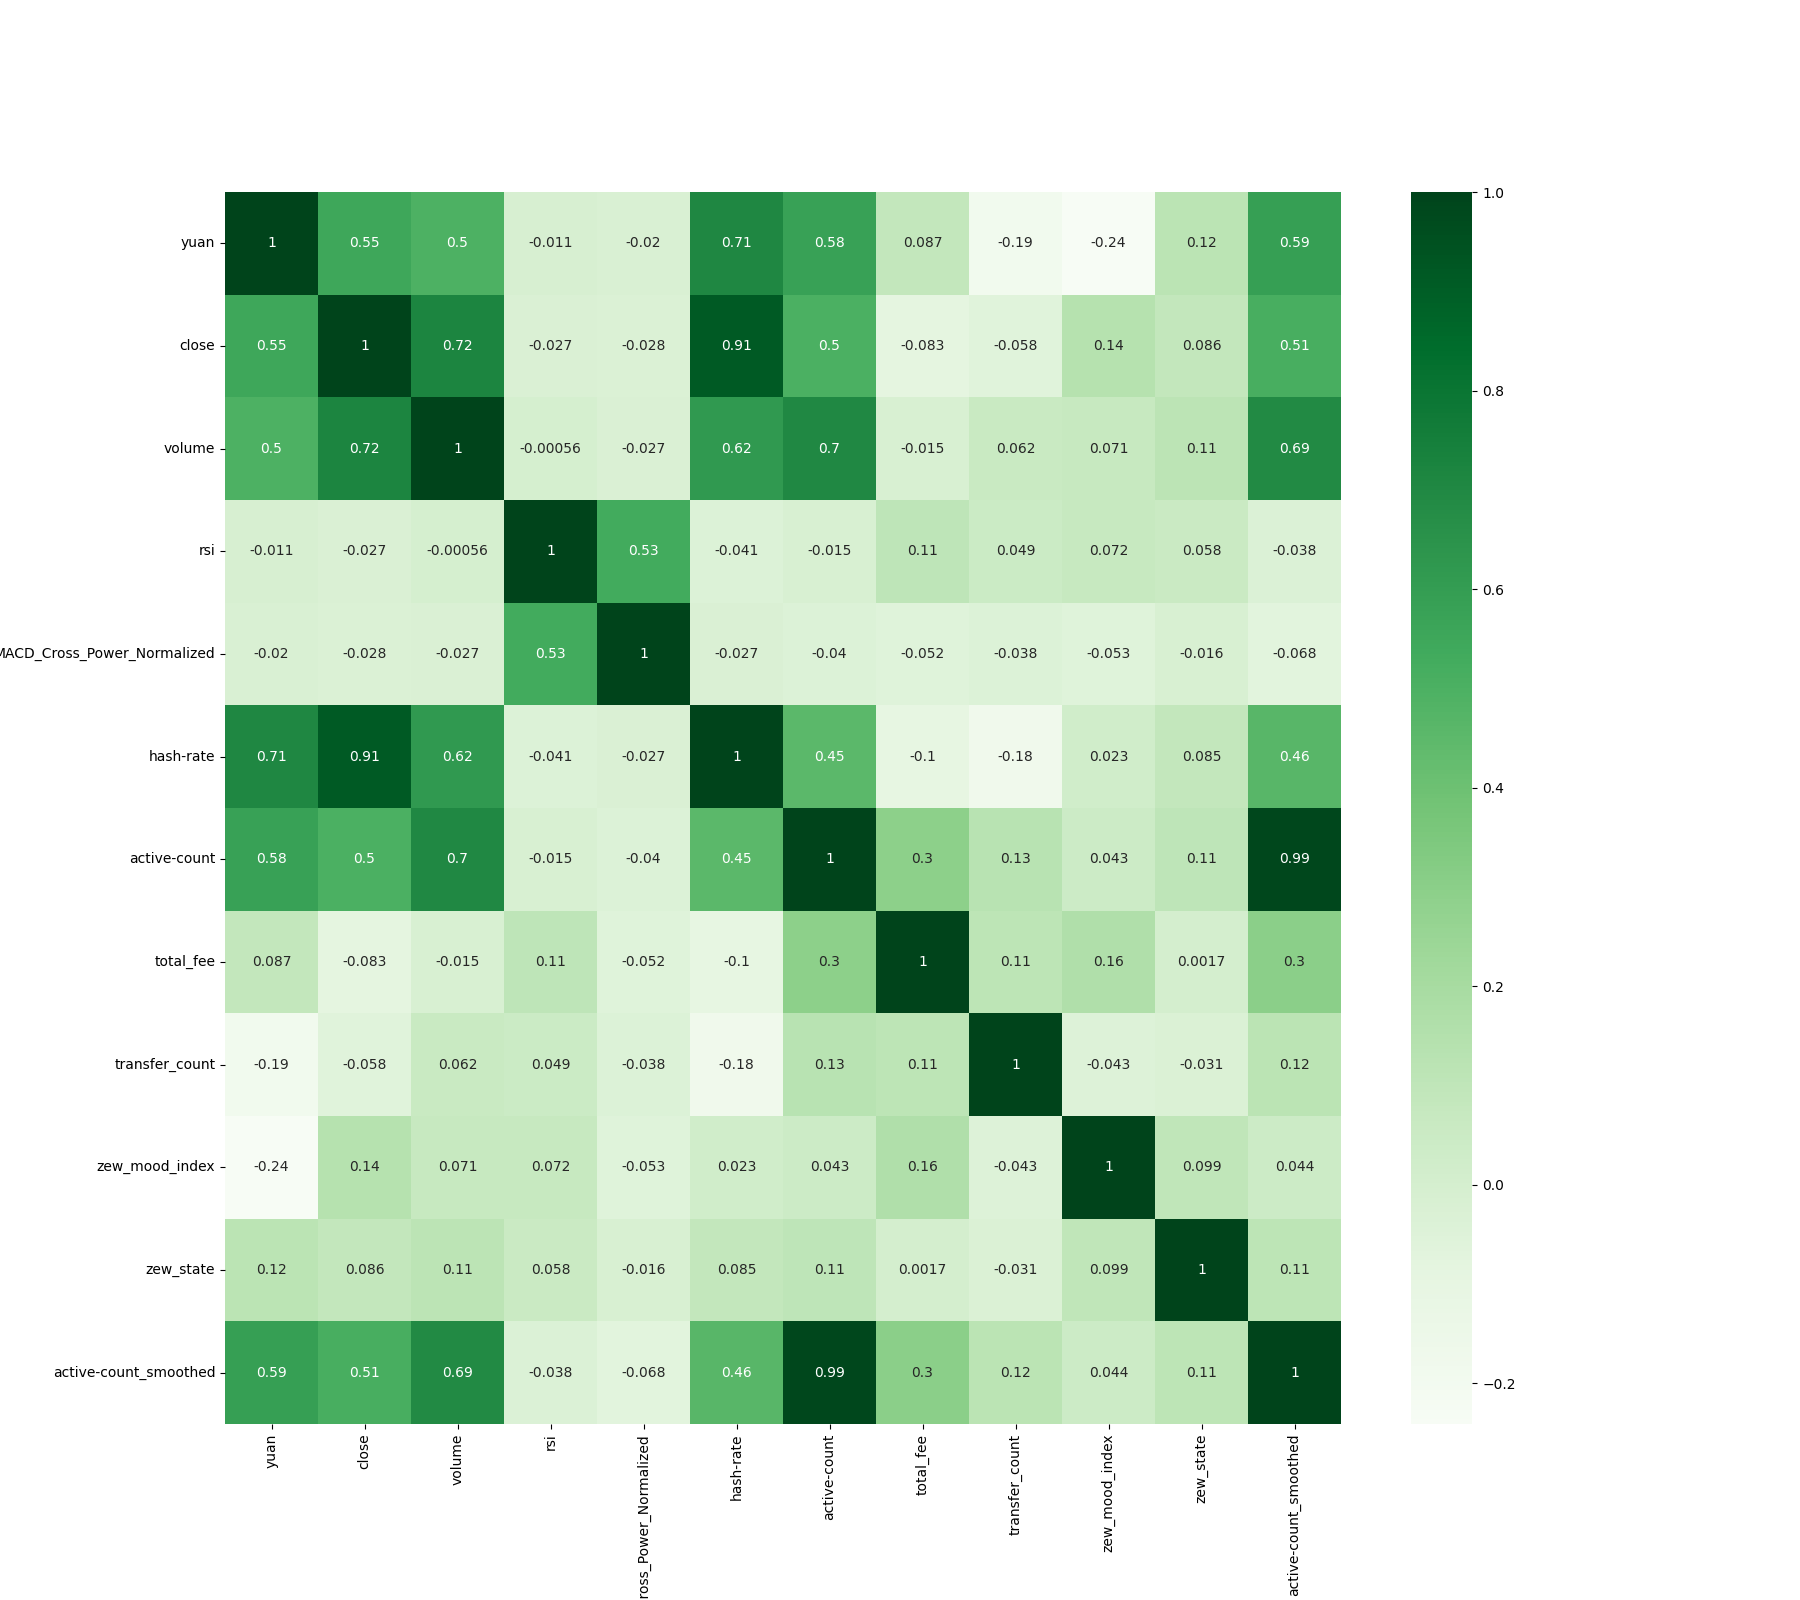 yuan 1 0.55 0.5 -0.011 -0.02 0.71 0.58 0.087 -0.19 -0.24 0.12 0.59
close 0.55 1 0.72 -0.027 -0.028 0.91 0.5 -0.083 -0.058 0.14 0.086 0.51
volume 0.5 0.72 1 -0.00056 -0.027 0.62 0.7 -0.015 0.062 0.071 0.11 0.69
rsi -0.011 -0.027 -0.00056 1 0.53 -0.041 -0.015 0.11 0.049 0.072 0.058 -0.038
MACD_Cross_Power_Normalized -0.02 -0.028 -0.027 0.53 1 -0.027 -0.04 -0.052 -0.038 -0.053 -0.016 -0.068
hash-rate 0.71 0.91 0.62 -0.041 -0.027 1 0.45 -0.1 -0.18 0.023 0.085 0.46
active-count 0.58 0.5 0.7 -0.015 -0.04 0.45 1 0.3 0.13 0.043 0.11 0.99
total_fee 0.087 -0.083 -0.015 0.11 -0.052 -0.1 0.3 1 0.11 0.16 0.0017 0.3
transfer_count -0.19 -0.058 0.062 0.049 -0.038 -0.18 0.13 0.11 1 -0.043 -0.031 0.12
zew_mood_index -0.24 0.14 0.071 0.072 -0.053 0.023 0.043 0.16 -0.043 1 0.099 0.044
zew_state 0.12 0.086 0.11 0.058 -0.016 0.085 0.11 0.0017 -0.031 0.099 1 0.11
active-count_smoothed 0.59 0.51 0.69 -0.038 -0.068 0.46 0.99 0.3 0.12 0.044 0.11 1
yuan
close
volume
rsi
ross_Power_Normalized
hash-rate
active-count
total_fee
transfer_count
zew_mood_index
zew_state
active-count_smoothed
1.0
0.8
0.6
0.4
0.2
0.0
−0.2